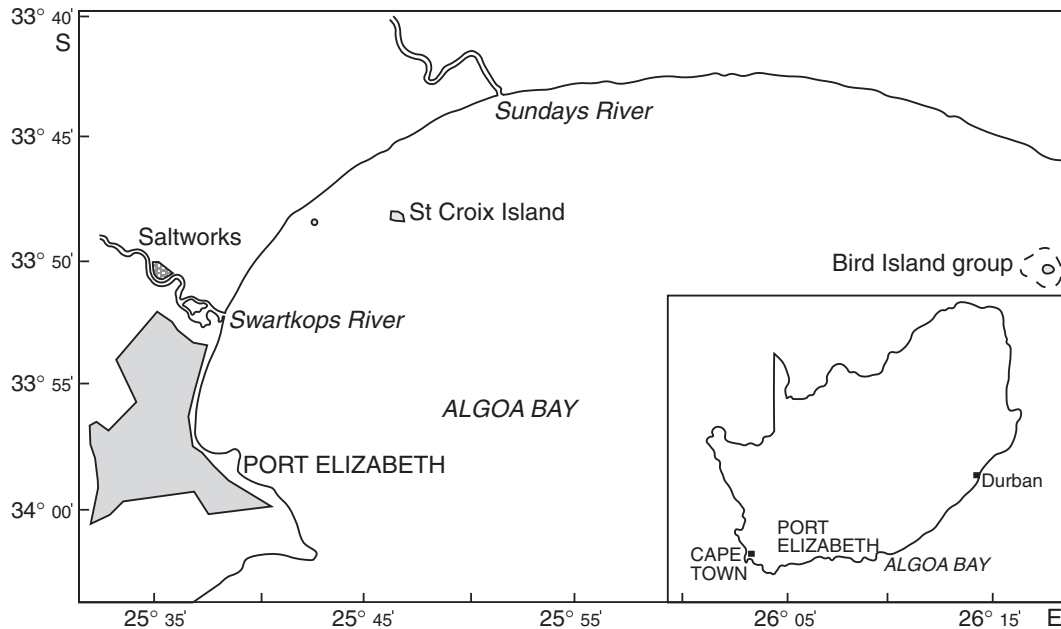 33° 40'
S
Sundays River
33° 45'
St Croix Island
Saltworks
33° 50'
Bird Island group
Swartkops River
33° 55'
ALGOA BAY
PORT ELIZABETH
34° 00'
Durban
PORT
ELIZABETH
CAPE
TOWN
ALGOA BAY
25° 35' 25° 40' 25° 45' 25° 55' 26° 05' 26° 15' E